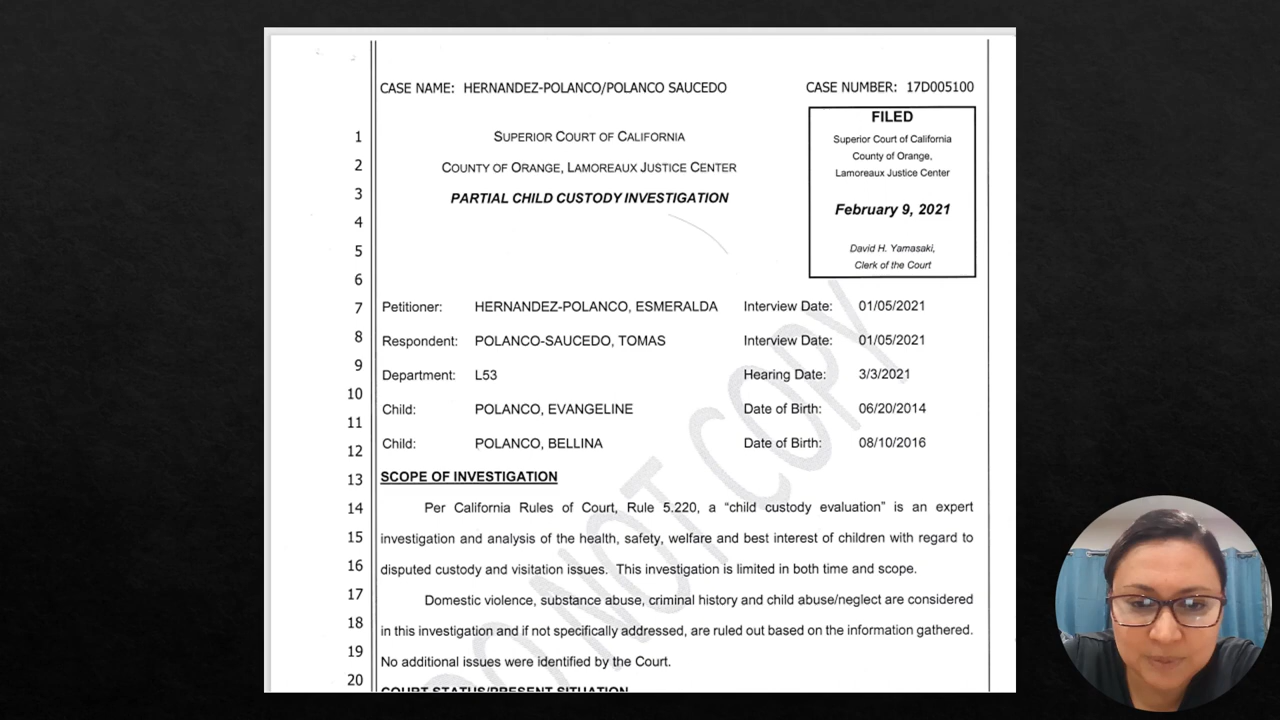 CASE NAME: HERNANDEZ-POLANCO/POLANCO SAUCEDO CASE NUMBER: 17D005100
FILED
Superior Court of California
County of Orange,
Lamoreaux Justice Center
February 9, 2021
David H. Yamasaki,
Clerk of the Court
1 SUPERIOR COURT OF CALIFORNIA
2 COUNTY OF ORANGE, LAMOREAUX JUSTICE CENTER
3 PARTIAL CHILD CUSTODY INVESTIGATION
4
5
6
7 Petitioner: HERNANDEZ-POLANCO, ESMERALDA Interview Date: 01/05/2021
8 Respondent: POLANCO-SAUCEDO, TOMAS Interview Date: 01/05/2021
9 Department: L53 Hearing Date: 3/3/2021
10
11 Child: POLANCO, EVANGELINE Date of Birth: 06/20/2014
12 Child: POLANCO, BELLINA Date of Birth: 08/10/2016
13 SCOPE OF INVESTIGATION
14 Per California Rules of Court, Rule 5.220, a “child custody evaluation” is an expert
15 investigation and analysis of the health, safety, welfare and best interest of children with regard to
16 disputed custody and visitation issues. This investigation is limited in both time and scope.
17 Domestic violence, substance abuse, criminal history and child abuse/neglect are considered
18 in this investigation and if not specifically addressed, are ruled out based on the information gathered.
19 No additional issues were identified by the Court.
20 COURT STATUS/PRESENT SITUATION
DO NOT COPY